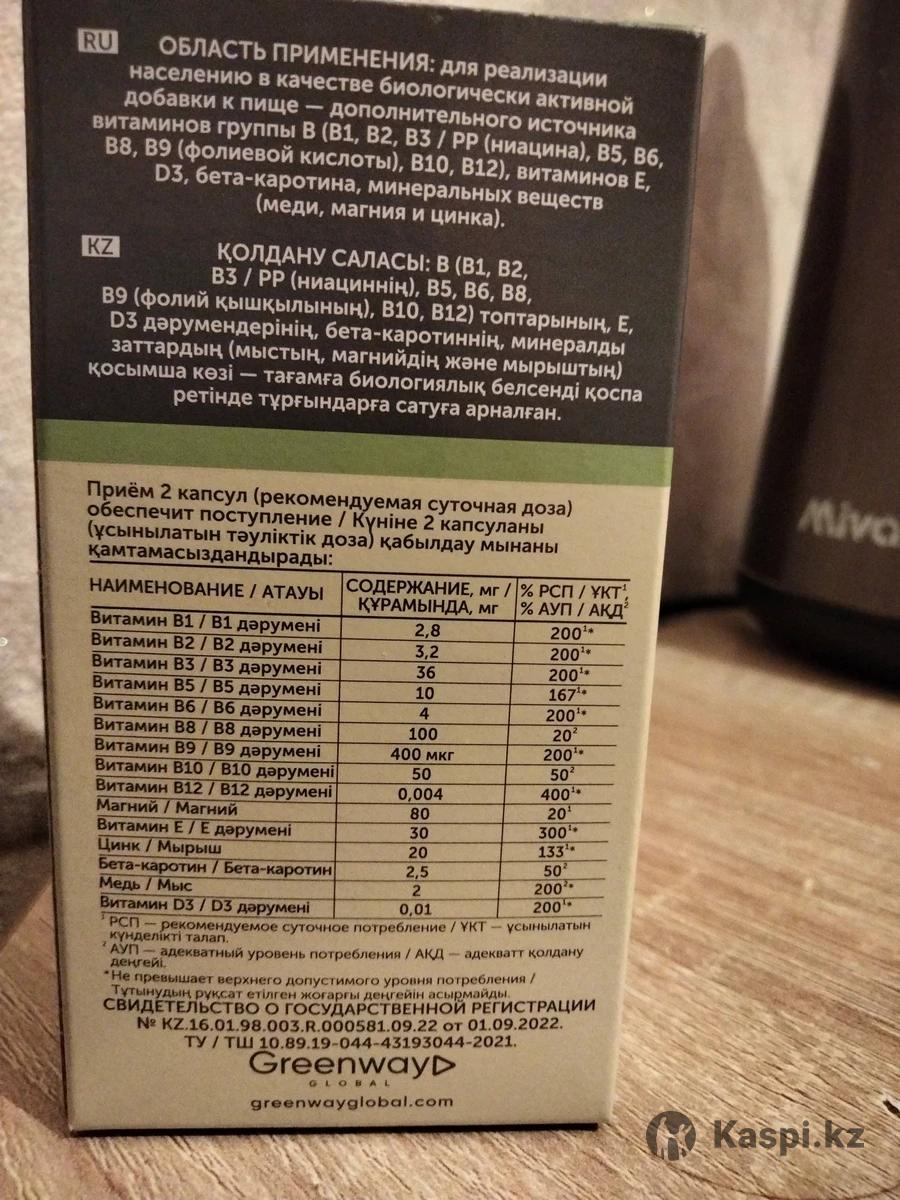 RU
ОБЛАСТЬ ПРИМЕНЕНИЯ: для реализации
населению в качестве биологически активной
добавки к пище — дополнительного источника
витаминов группы В (В1, В2, В3 / РР (ниацина), В5, В6,
В8, В9 (фолиевой кислоты), В10, В12), витаминов Е,
D3, бета-каротина, минеральных веществ
(меди, магния и цинка).
KZ
ҚОЛДАНУ САЛАСЫ: В (В1, В2,
В3 / РР (ниациннің), В5, В6, В8,
В9 (фолий қышқылының), В10, В12) топтарының, Е,
D3 дәрумендерінің, бета-каротиннің, минералды
заттардың (мыстың, магнийдің және мырыштың)
қосымша көзі — тағамға биологиялық белсенді қоспа
ретінде тұрғындарға сатуға арналған.
Приём 2 капсул (рекомендуемая суточная доза)
обеспечит поступление / Күніне 2 капсуланы
(ұсынылатын тәуліктік доза) қабылдау мынаны
қамтамасыздандырады:
НАИМЕНОВАНИЕ / АТАУЫ СОДЕРЖАНИЕ, мг / ҚҰРАМЫНДА, мг % РСП / ҰКТ¹, % АУП / АҚД²
Витамин В1 / В1 дәрумені 2,8 200¹*
Витамин В2 / В2 дәрумені 3,2 200¹*
Витамин В3 / В3 дәрумені 36 200¹*
Витамин В5 / В5 дәрумені 10 167¹*
Витамин В6 / В6 дәрумені 4 200¹*
Витамин В8 / В8 дәрумені 100 20²
Витамин В9 / В9 дәрумені 400 мкг 200¹*
Витамин В10 / В10 дәрумені 50 50²
Витамин В12 / В12 дәрумені 0,004 400¹*
Магний / Магний 80 20¹
Витамин Е / Е дәрумені 30 300¹*
Цинк / Мырыш 20 133¹*
Бета-каротин / Бета-каротин 2,5 50²
Медь / Мыс 2 200²*
Витамин D3 / D3 дәрумені 0,01 200¹*
¹ РСП — рекомендуемое суточное потребление / ҰКТ — ұсынылатын
күнделікті талап.
² АУП — адекватный уровень потребления / АҚД — адекватт қолдану
деңгейі.
*Не превышает верхнего допустимого уровня потребления /
Тұтынудың рұқсат етілген жоғарғы деңгейін асырмайды.
СВИДЕТЕЛЬСТВО О ГОСУДАРСТВЕННОЙ РЕГИСТРАЦИИ
№ KZ.16.01.98.003.R.000581.09.22 от 01.09.2022.
ТУ / ТШ 10.89.19-044-43193044-2021.
Greenway
GLOBAL
greenwayglobal.com
Kaspi.kz